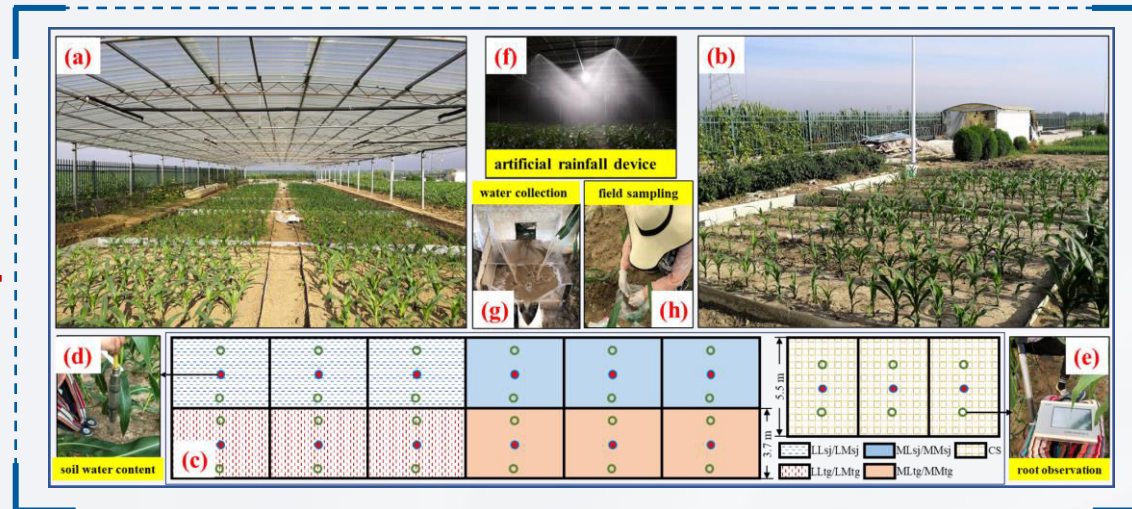 (a)
(f)
artificial rainfall device
(b)
water collection
field sampling
(g)
(h)
(d)
soil water content
(c)
5.5 m
3.7 m
LLsj/LMsj
MLsj/MMsj
CS
LLtg/LMtg
MLtg/MMtg
(e)
root observation